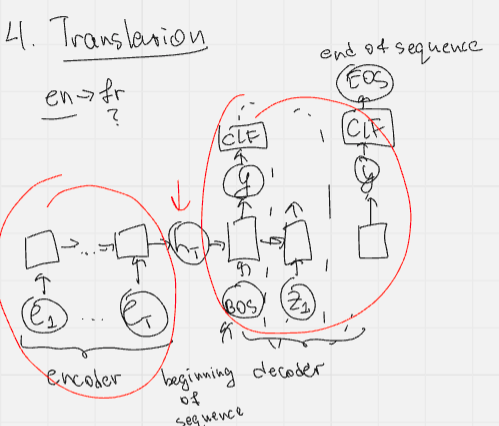 4. Translation
end of sequence
en → fr
?
EOS
CLF
CLF
y
y
h_T
e_1
...
e_T
BOS
z_1
encoder
beginning
of
sequence
decoder